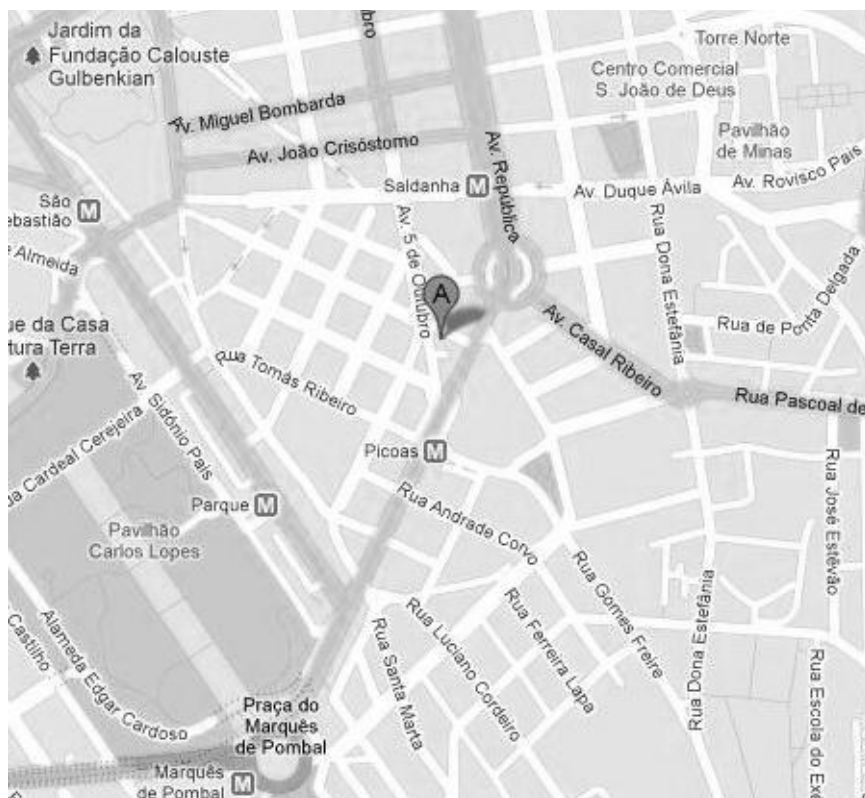 Jardim da
Fundação Calouste
Gulbenkian
Torre Norte
Centro Comercial
S. João de Deus
Av. Miguel Bombarda
Av. João Crisóstomo
Pavilhão
de Minas
Av. República
Saldanha M
Av. Duque Ávila
Av. Rovisco Pais
São
ebastião M
Almeida
Av. 5 de Outubro
Rua Dona Estefânia
A
Rua de Ponta Delgada
ue da Casa
tura Terra
Av. Casal Ribeiro
Rua Tomás Ribeiro
Av. Sidónio Pais
Rua Pascoal de
ua Cardeal Cerejeira
Picoas M
Rua José Estêvão
Parque M
Rua Andrade Corvo
Pavilhão
Carlos Lopes
Rua Gomes Freire
Rua Dona Estefânia
Rua Ferreira Lapa
Rua Luciano Cordeiro
Rua Santa Marta
Castilho
Alameda Edgar Cardoso
Rua Escola do Exé
Praça do
Marquês
de Pombal
Marquês
de Pombal M